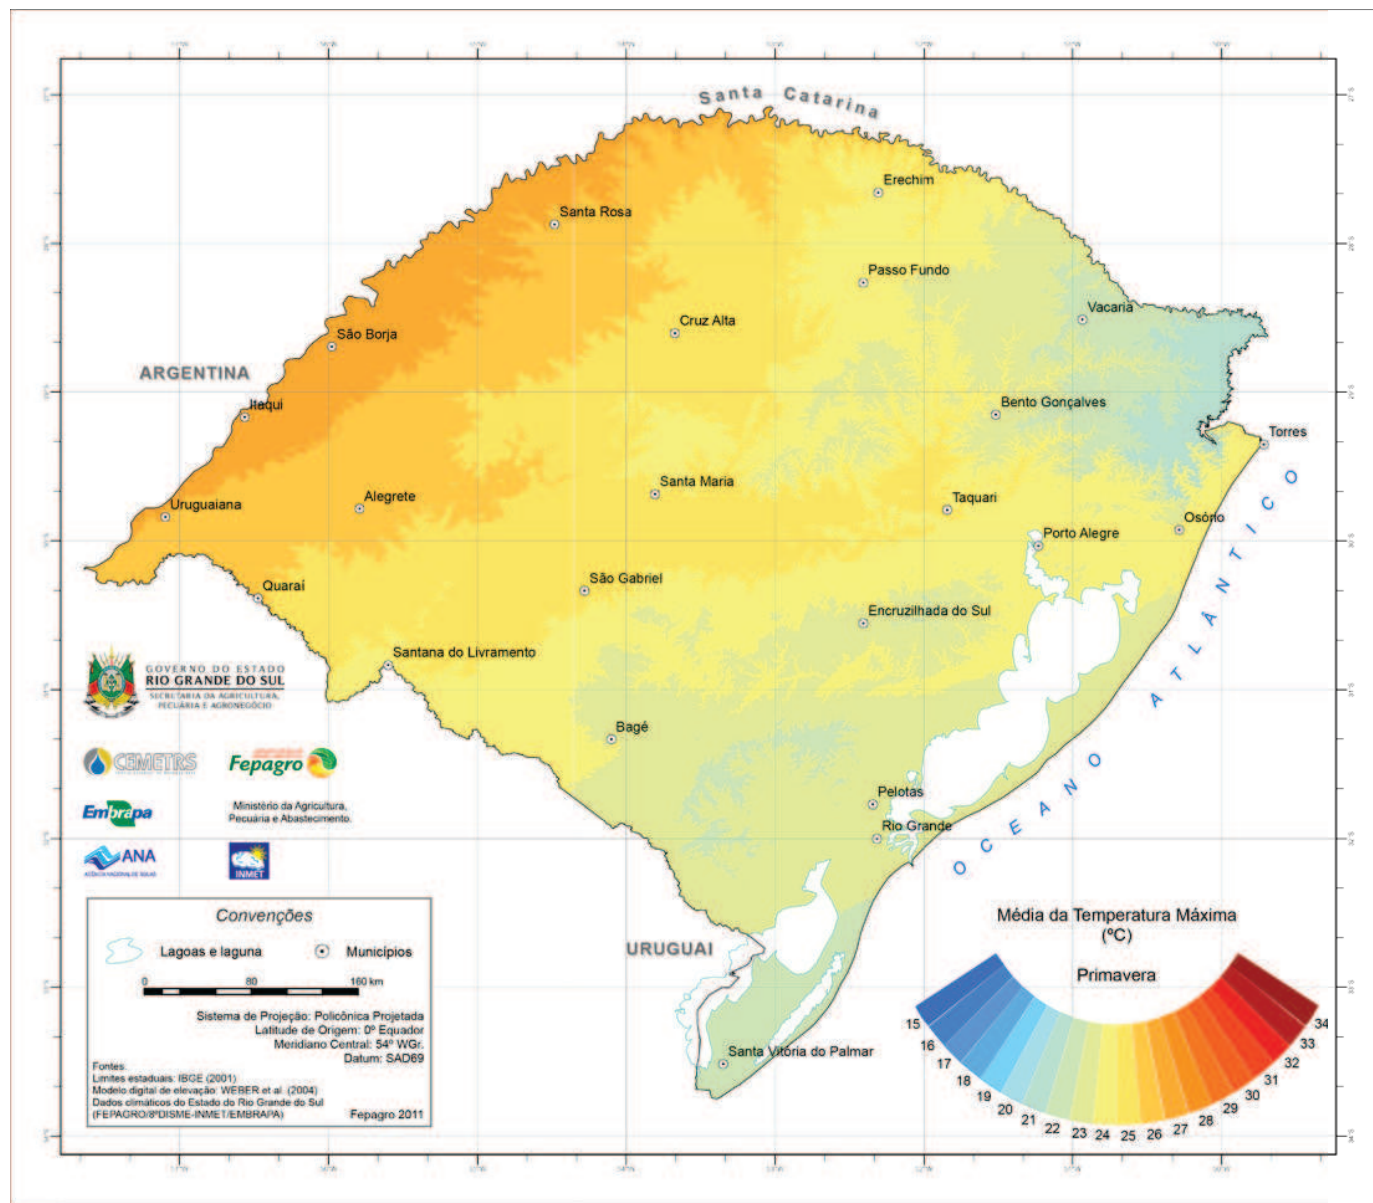 Santa Catarina
Erechim
Santa Rosa
Passo Fundo
Vacaria
Cruz Alta
São Borja
ARGENTINA
Itaqui
Bento Gonçalves
Torres
Santa Maria
Alegrete
Taquari
Uruguaiana
Osório
Porto Alegre
Quaraí
São Gabriel
Encruzilhada do Sul
OCEANO ATLÂNTICO
Santana do Livramento
GOVERNO DO ESTADO
RIO GRANDE DO SUL
SECRETARIA DA AGRICULTURA,
PECUÁRIA E AGRONEGÓCIO
Bagé
CEMETRS
Fepagro
Pelotas
Embrapa
Ministério da Agricultura,
Pecuária e Abastecimento.
Rio Grande
ANA
INMET
Convenções
Lagoas e laguna
Municípios
0 80 160 km
Sistema de Projeção: Policônica Projetada
Latitude de Origem: 0º Equador
Meridiano Central: 54º WGr.
Datum: SAD69
Fontes.
Limites estaduais: IBGE (2001)
Modelo digital de elevação: WEBER et al. (2004)
Dados climáticos do Estado do Rio Grande do Sul
(FEPAGRO/8ºDISME-INMET/EMBRAPA)
Fepagro 2011
URUGUAI
Santa Vitória do Palmar
Média da Temperatura Máxima
(ºC)
Primavera
15 16 17 18 19 20 21 22 23 24 25 26 27 28 29 30 31 32 33 34